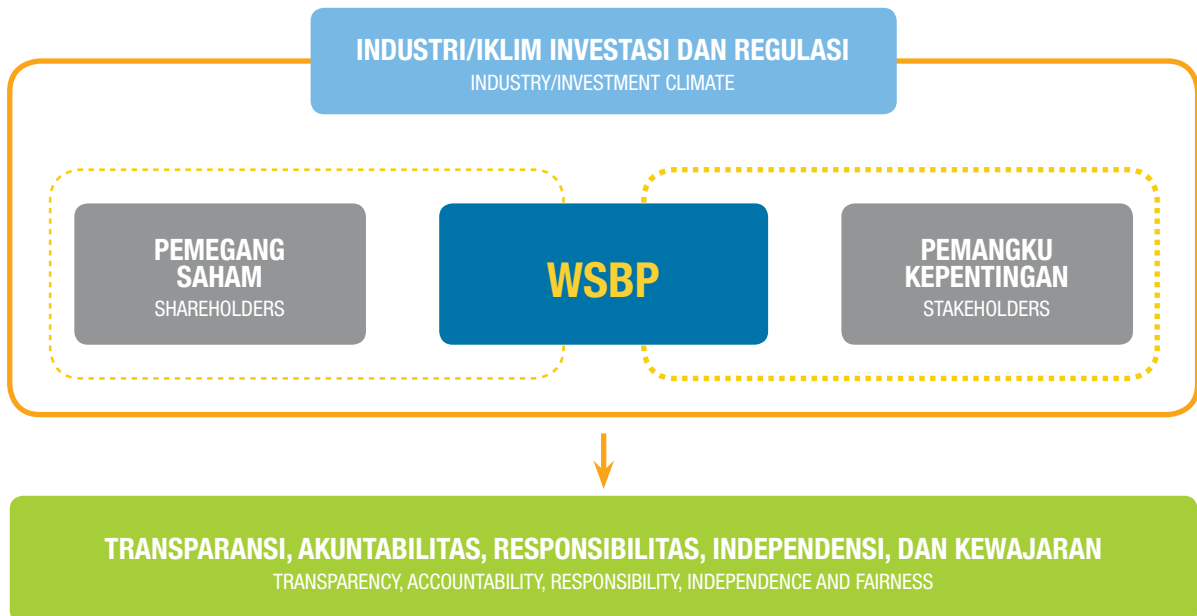 INDUSTRI/IKLIM INVESTASI DAN REGULASI
INDUSTRY/INVESTMENT CLIMATE
PEMEGANG
SAHAM
SHAREHOLDERS
WSBP
PEMANGKU
KEPENTINGAN
STAKEHOLDERS
TRANSPARANSI, AKUNTABILITAS, RESPONSIBILITAS, INDEPENDENSI, DAN KEWAJARAN
TRANSPARENCY, ACCOUNTABILITY, RESPONSIBILITY, INDEPENDENCE AND FAIRNESS